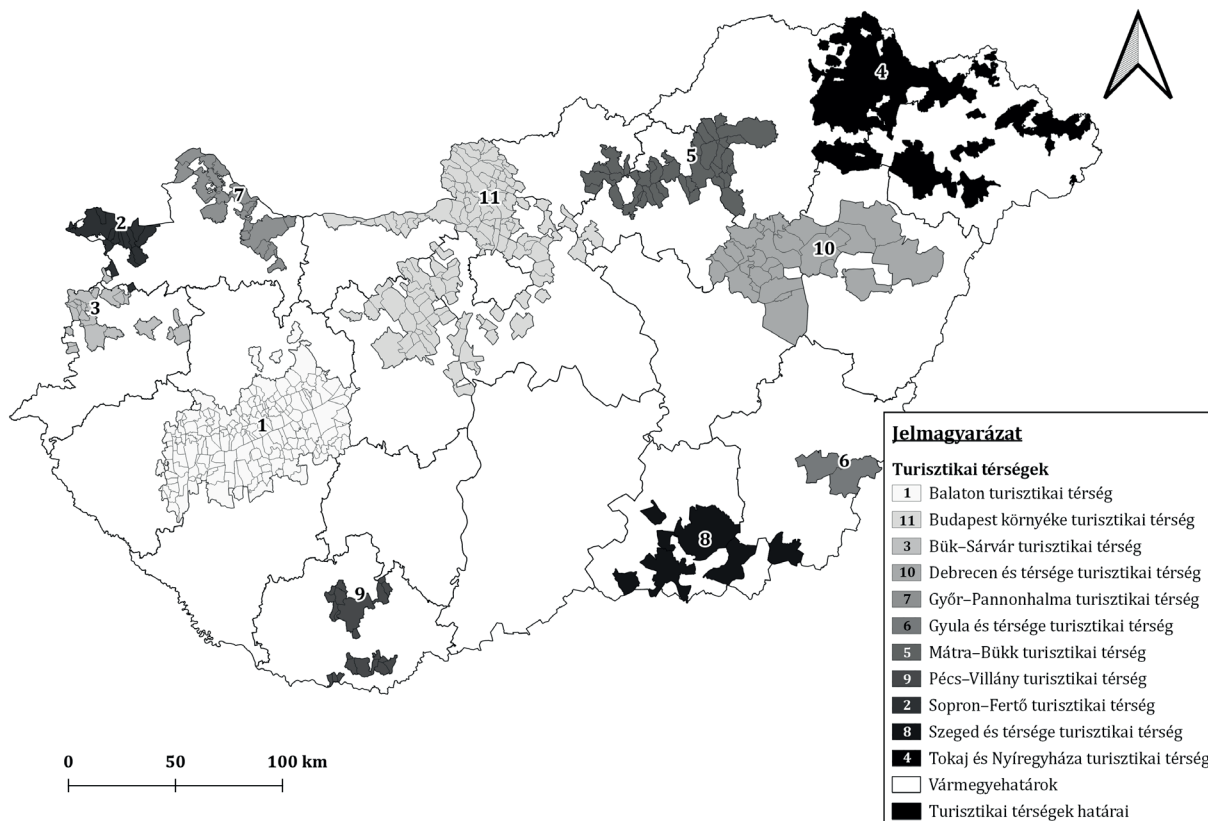 4
5
7
11
2
10
3
1
6
8
9
0 50 100 km
Jelmagyarázat
Turisztikai térségek
1 Balaton turisztikai térség
11 Budapest környéke turisztikai térség
3 Bük–Sárvár turisztikai térség
10 Debrecen és térsége turisztikai térség
7 Győr–Pannonhalma turisztikai térség
6 Gyula és térsége turisztikai térség
5 Mátra–Bükk turisztikai térség
9 Pécs–Villány turisztikai térség
2 Sopron–Fertő turisztikai térség
8 Szeged és térsége turisztikai térség
4 Tokaj és Nyíregyháza turisztikai térség
Vármegyehatárok
Turisztikai térségek határai